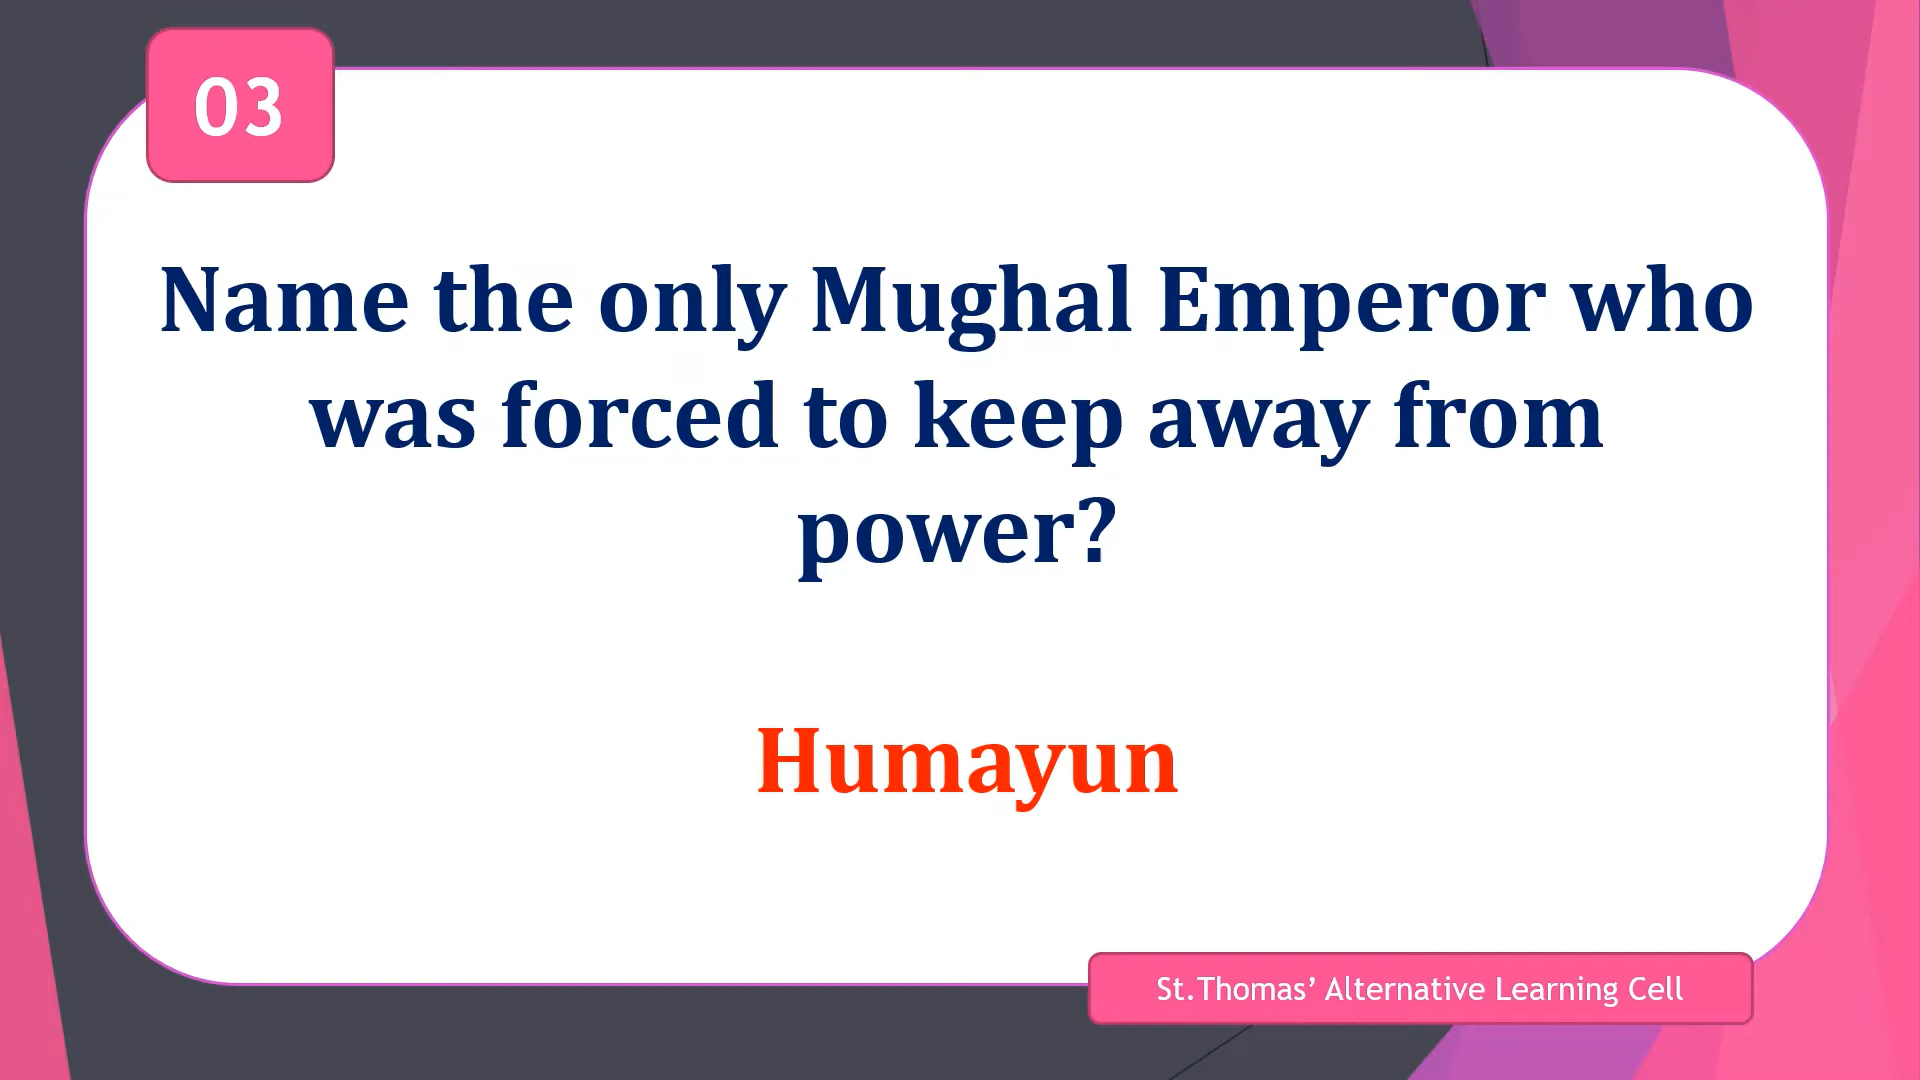 03
Name the only Mughal Emperor who
was forced to keep away from
power?
Humayun
St.Thomas’ Alternative Learning Cell